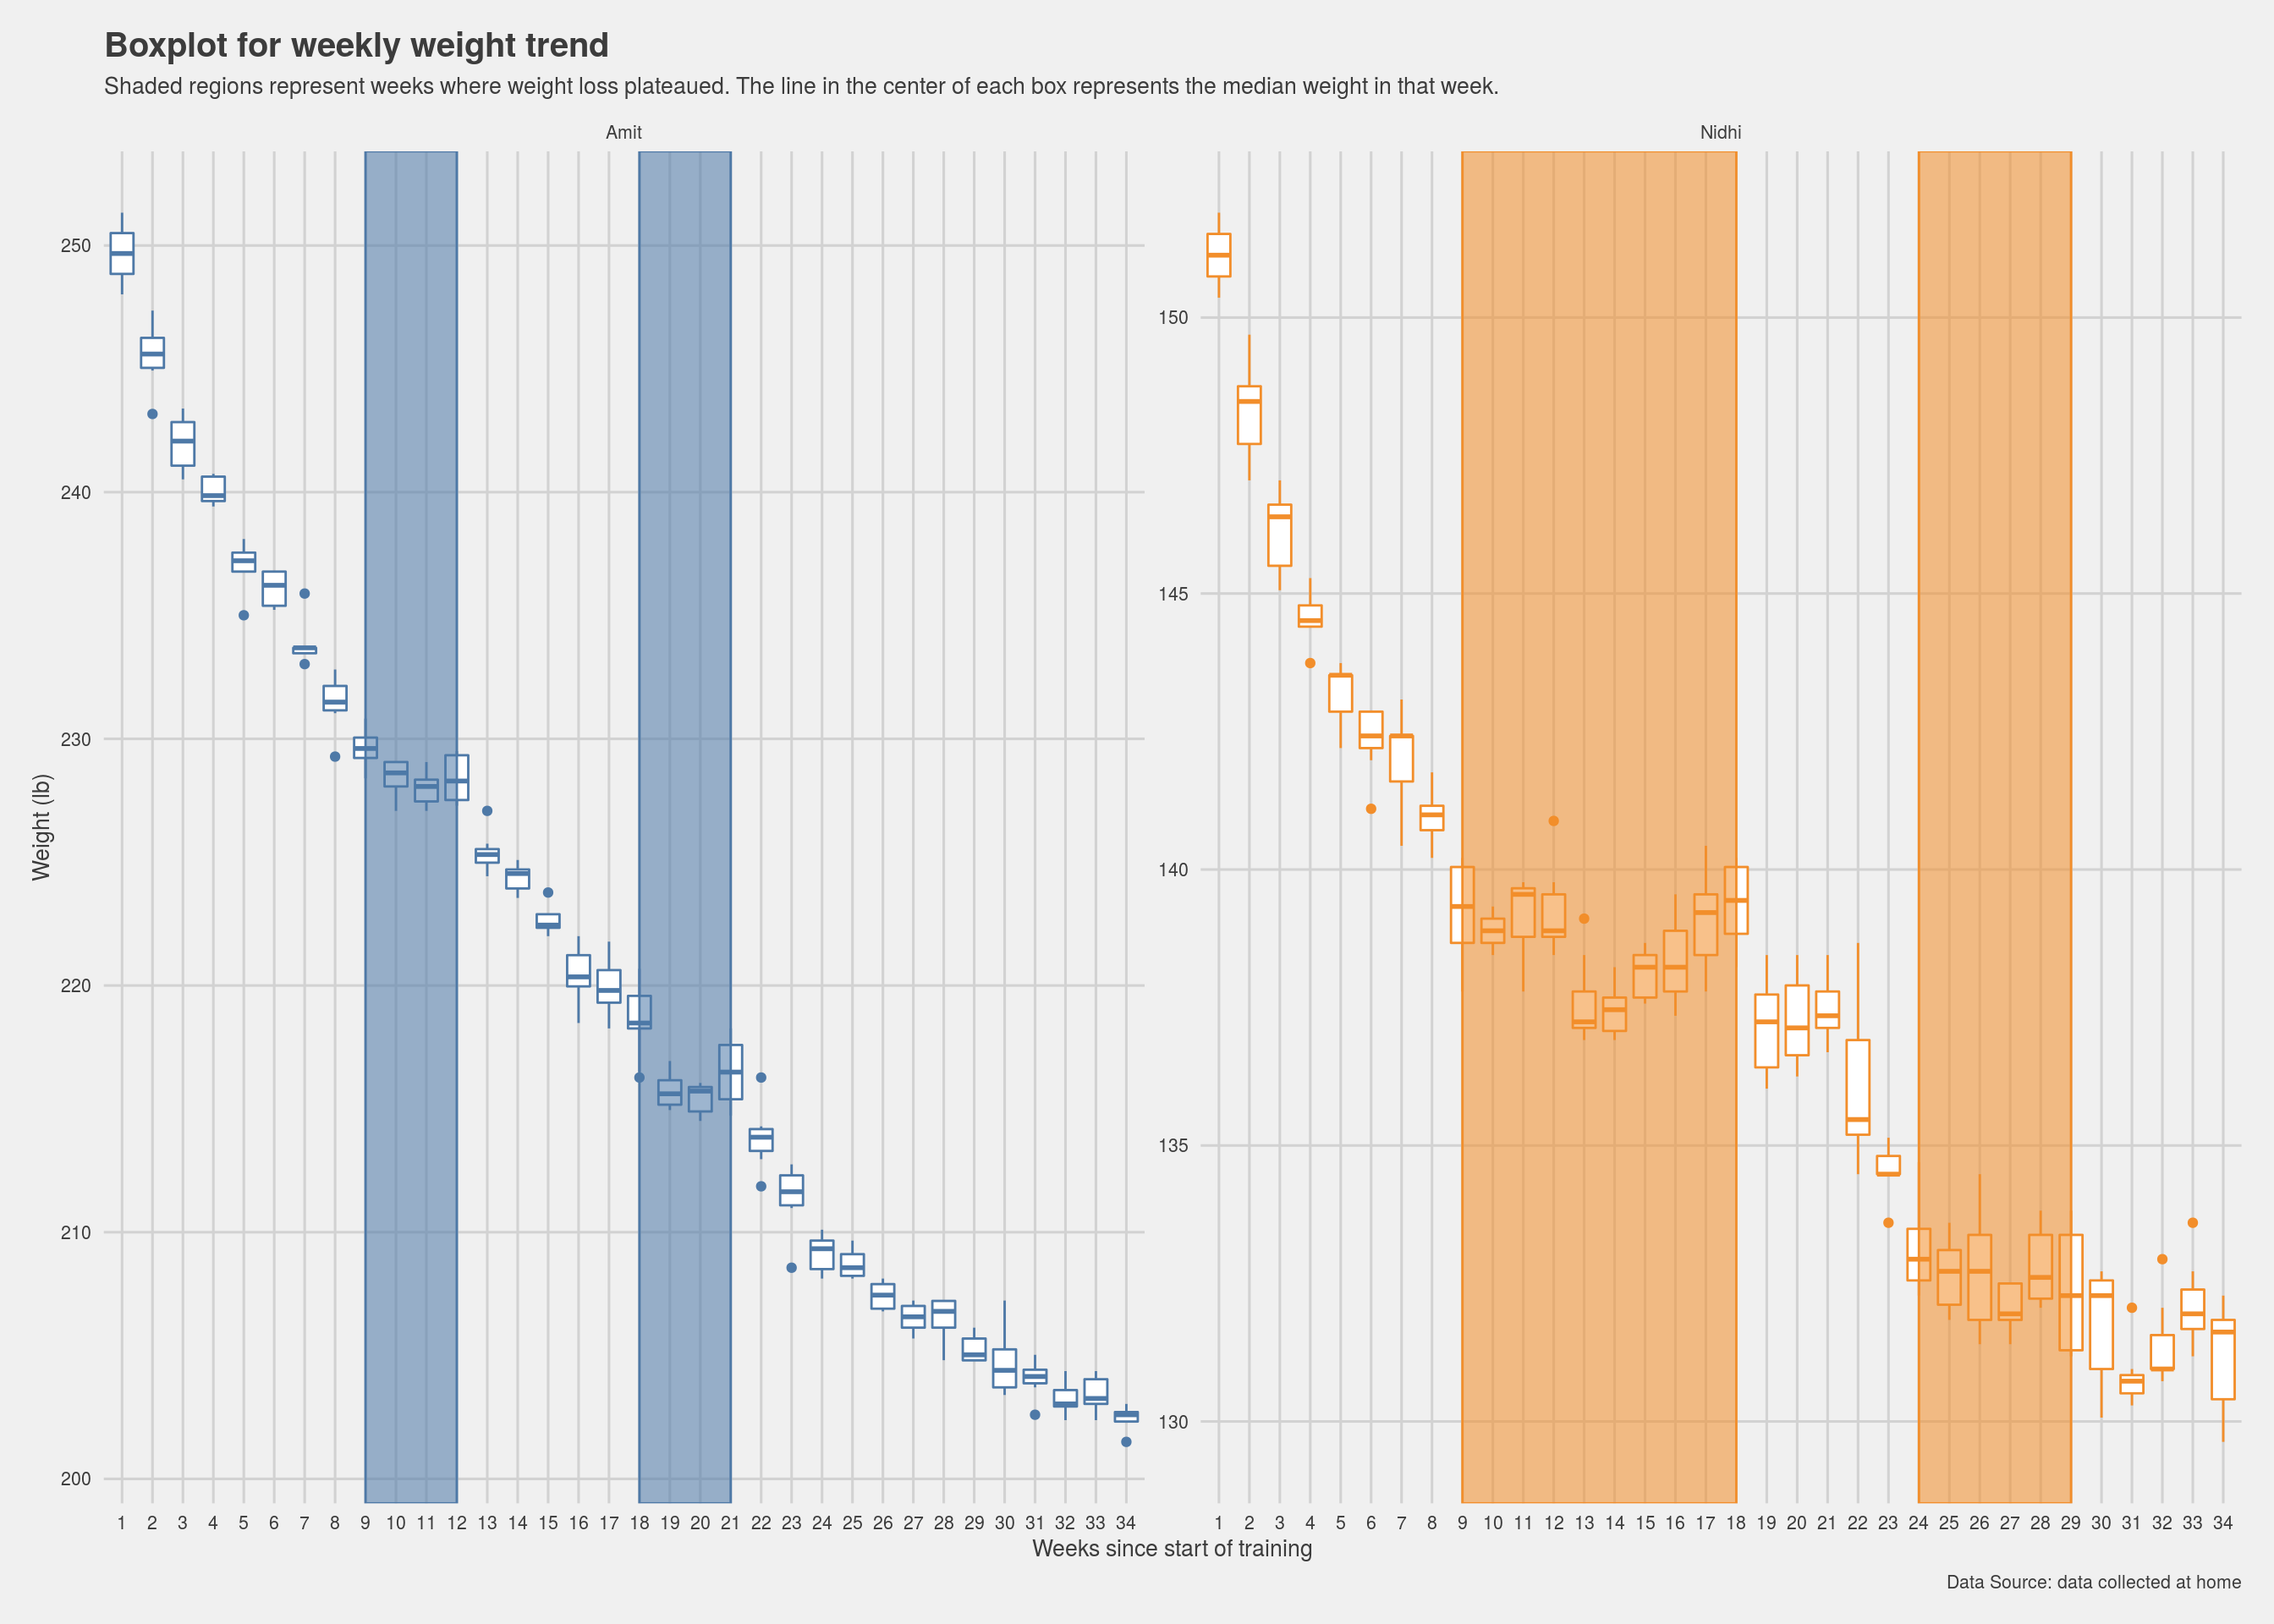 Boxplot for weekly weight trend
Shaded regions represent weeks where weight loss plateaued. The line in the center of each box represents the median weight in that week.
Amit
Nidhi
Weight (lb)
250
240
230
220
210
200
150
145
140
135
130
1 2 3 4 5 6 7 8 9 10 11 12 13 14 15 16 17 18 19 20 21 22 23 24 25 26 27 28 29 30 31 32 33 34
1 2 3 4 5 6 7 8 9 10 11 12 13 14 15 16 17 18 19 20 21 22 23 24 25 26 27 28 29 30 31 32 33 34
Weeks since start of training
Data Source: data collected at home